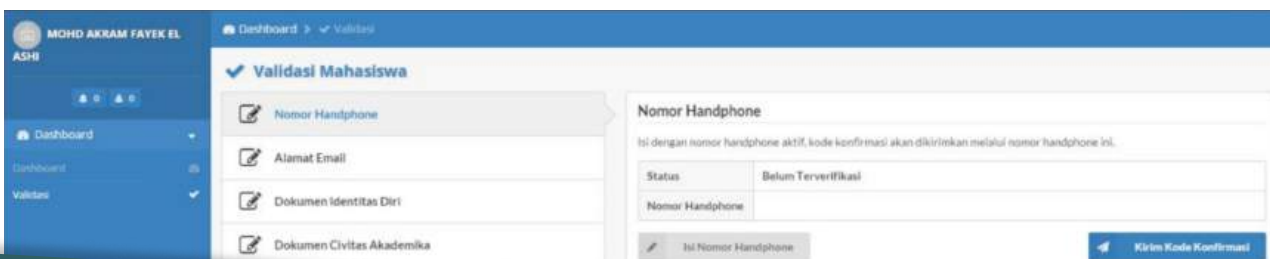 MOHD AKRAM FAYEK EL
ASHI
0 0
Dashboard
Dashboard
Validasi
Dashboard > Validasi
Validasi Mahasiswa
Nomor Handphone
Alamat Email
Dokumen Identitas Diri
Dokumen Civitas Akademika
Nomor Handphone
Isi dengan nomor handphone aktif, kode konfirmasi akan dikirimkan melalui nomor handphone ini.
Status Belum Terverifikasi
Nomor Handphone
Isi Nomor Handphone
Kirim Kode Konfirmasi